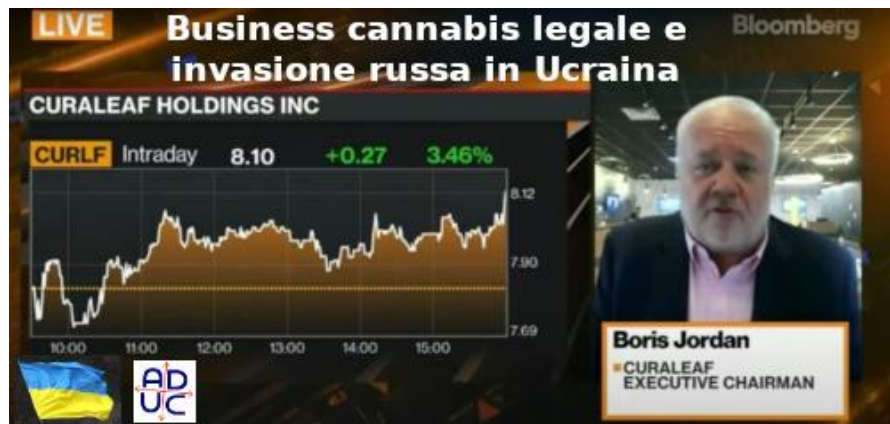 LIVE
Business cannabis legale e
invasione russa in Ucraina
Bloomberg
CURALEAF HOLDINGS INC
CURLF Intraday 8.10 +0.27 3.46%
8.12
7.90
7.69
10:00 11:00 12:00 13:00 14:00 15:00
Boris Jordan
CURALEAF
EXECUTIVE CHAIRMAN
AD
UC